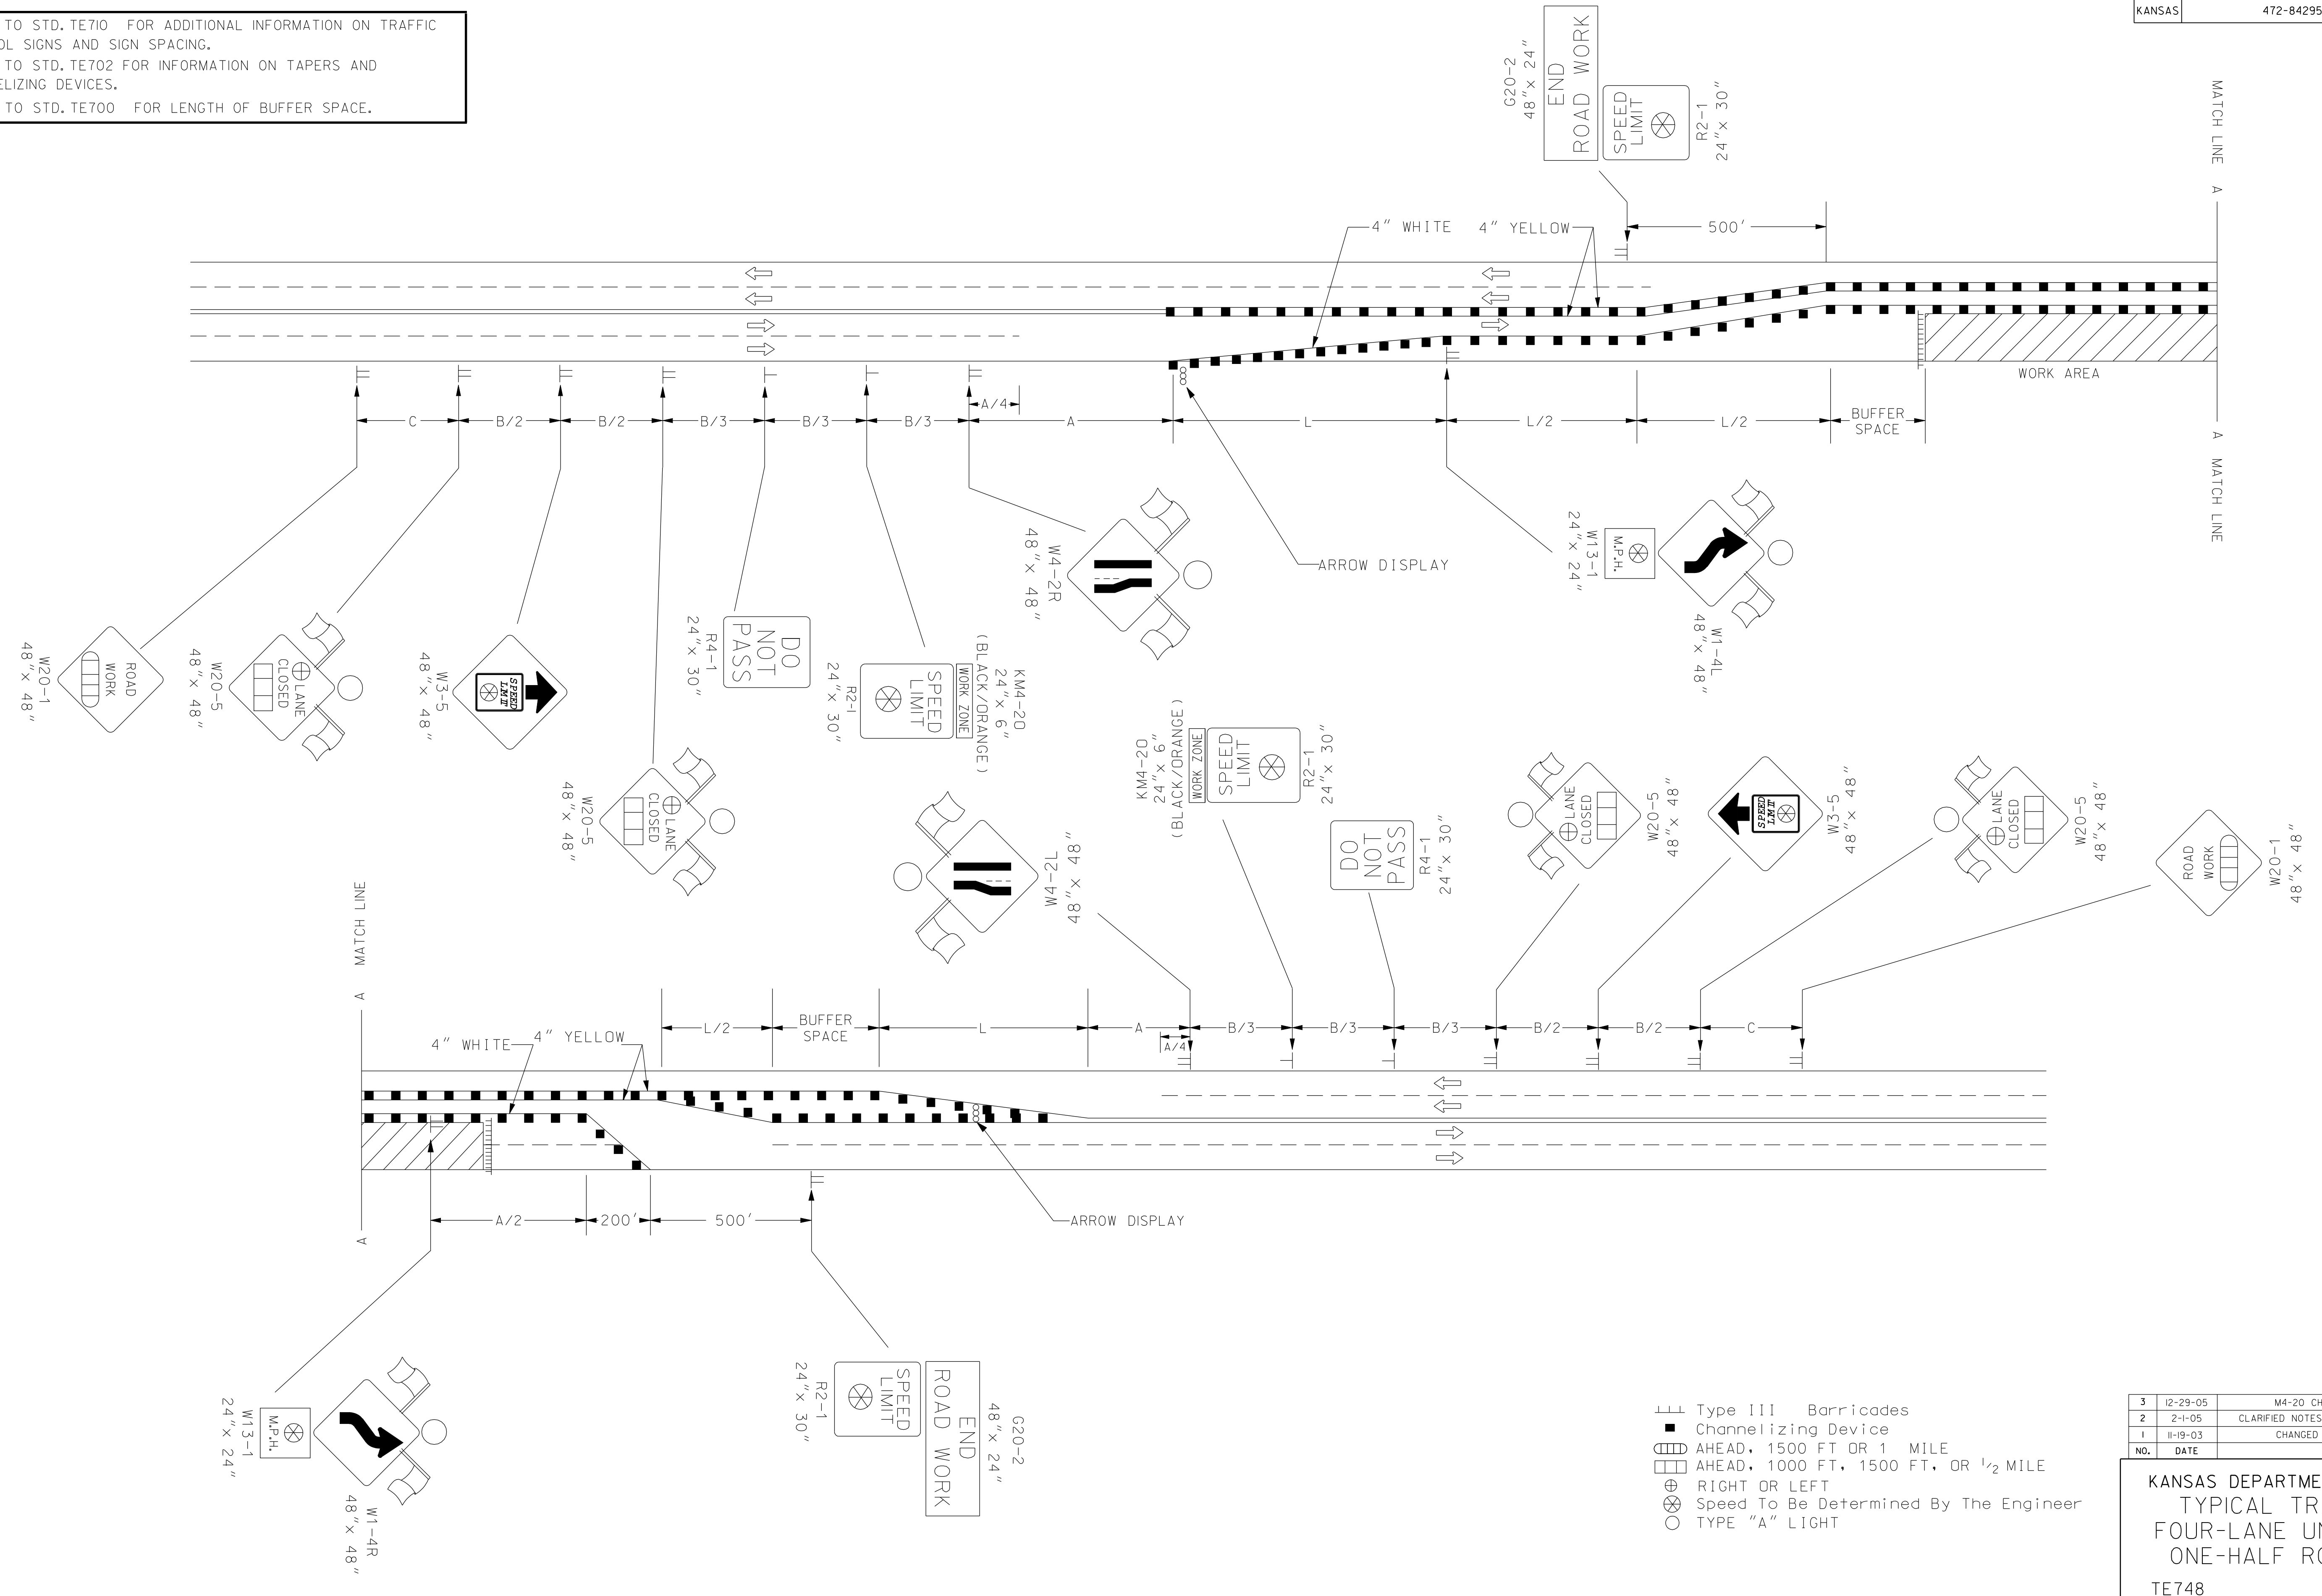 TO STD. TE710 FOR ADDITIONAL INFORMATION ON TRAFFIC
OL SIGNS AND SIGN SPACING.
TO STD. TE702 FOR INFORMATION ON TAPERS AND
ELIZING DEVICES.
TO STD. TE700 FOR LENGTH OF BUFFER SPACE.
KANSAS 472-84295
G20-2
48" x 24"
END
ROAD WORK
SPEED
LIMIT
R2-1
24"x 30"
MATCH LINE A
4" WHITE
4" YELLOW
500'
WORK AREA
A/4
C
B/2
B/2
B/3
B/3
B/3
A
L
L/2
L/2
BUFFER
SPACE
A MATCH LINE
W20-1
48"x 48"
ROAD
WORK
W20-5
48"x 48"
LANE
CLOSED
W3-5
48"x 48"
SPEED
LMIT
W20-5
48"x 48"
LANE
CLOSED
DO
NOT
PASS
R4-1
24"x 30"
KM4-20
24"x 6"
(BLACK/ORANGE)
WORK ZONE
SPEED
LIMIT
R2-1
24"x 30"
W4-2R
48"x 48"
ARROW DISPLAY
W13-1
24"x 24"
M.P.H.
W1-4L
48"x 48"
W4-2L
48"x 48"
KM4-20
24"x 6"
(BLACK/ORANGE)
WORK ZONE
SPEED
LIMIT
R2-1
24"x 30"
DO
NOT
PASS
R4-1
24"x 30"
LANE
CLOSED
W20-5
48"x 48"
SPEED
LMIT
W3-5
48"x 48"
LANE
CLOSED
W20-5
48"x 48"
ROAD
WORK
W20-1
48"x 48"
A MATCH LINE
4" WHITE
4" YELLOW
L/2
BUFFER
SPACE
L
A
A/4
B/3
B/3
B/3
B/2
B/2
C
A
A/2
200'
500'
ARROW DISPLAY
W13-1
24"x 24"
M.P.H.
W1-4R
48"x 48"
SPEED
LIMIT
R2-1
24"x 30"
G20-2
48"x 24"
END
ROAD WORK
Type III Barricades
Channelizing Device
AHEAD, 1500 FT OR 1 MILE
AHEAD, 1000 FT, 1500 FT, OR 1/2 MILE
RIGHT OR LEFT
Speed To Be Determined By The Engineer
TYPE "A" LIGHT
3 12-29-05 M4-20 CH
2 2-1-05 CLARIFIED NOTES
1 11-19-03 CHANGED
NO. DATE
KANSAS DEPARTME
TYPICAL TR
FOUR-LANE UN
ONE-HALF RO
TE748